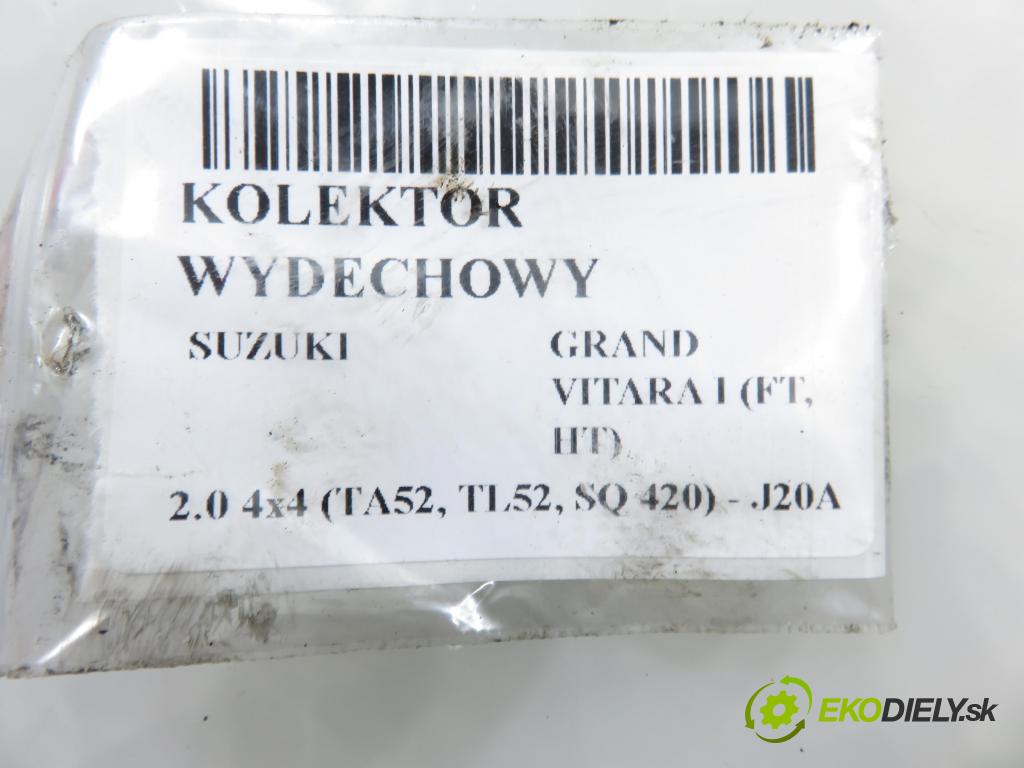 KOLEKTOR
WYDECHOWY
SUZUKI
GRAND
VITARA I (FT,
HT)
2.0 4x4 (TA52, TL52, SQ 420) - J20A
EKODIELY.sk